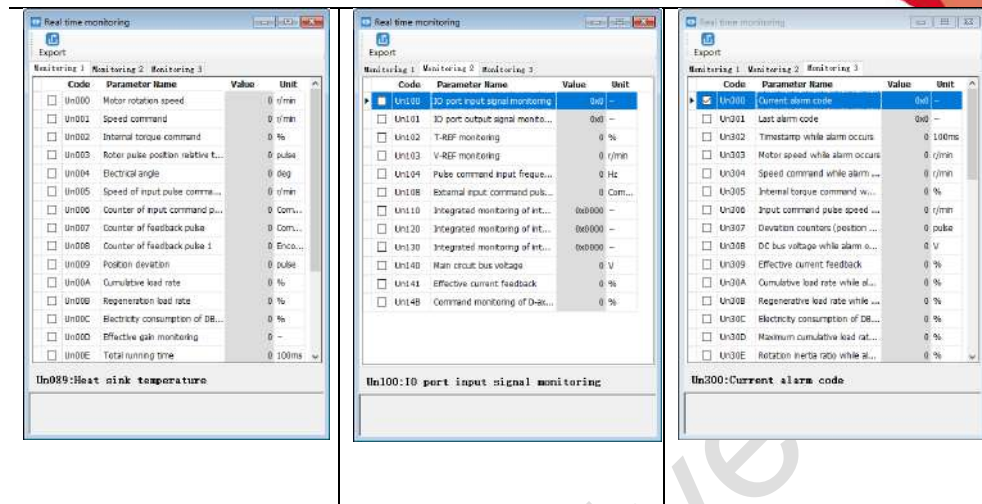 Real time monitoring
Export
Monitoring 1 Monitoring 2 Monitoring 3
Code Parameter Name Value Unit
Un000 Motor rotation speed 0 r/min
Un001 Speed command 0 r/min
Un002 Internal torque command 0 %
Un003 Rotor pulse position relative t... 0 pulse
Un004 Electrical angle 0 deg
Un005 Speed of input pulse comma... 0 r/min
Un006 Counter of input command p... 0 Com...
Un007 Counter of feedback pulse 0 Com...
Un008 Counter of feedback pulse 1 0 Enco...
Un009 Position deviation 0 pulse
Un00A Cumulative load rate 0 %
Un00B Regeneration load rate 0 %
Un00C Electricity consumption of DB... 0 %
Un00D Effective gain monitoring 0 -
Un00E Total running time 0 100ms
Un089:Heat sink temperature
Real time monitoring
Export
Monitoring 1 Monitoring 2 Monitoring 3
Code Parameter Name Value Unit
Un100 IO port input signal monitoring 0x0 -
Un101 IO port output signal monito... 0x0 -
Un102 T-REF monitoring 0 %
Un103 V-REF monitoring 0 r/min
Un104 Pulse command input freque... 0 Hz
Un108 External input command puls... 0 Com...
Un110 Integrated monitoring of int... 0x0000 -
Un120 Integrated monitoring of int... 0x0000 -
Un130 Integrated monitoring of int... 0x0000 -
Un140 Main circuit bus voltage 0 V
Un141 Effective current feedback 0 %
Un148 Command monitoring of D-ax... 0 %
Un100:IO port input signal monitoring
Real time monitoring
Export
Monitoring 1 Monitoring 2 Monitoring 3
Code Parameter Name Value Unit
Un300 Current alarm code 0x0 -
Un301 Last alarm code 0x0 -
Un302 Timestamp while alarm occurs 0 100ms
Un303 Motor speed while alarm occurs 0 r/min
Un304 Speed command while alarm ... 0 r/min
Un305 Internal torque command w... 0 %
Un306 Input command pulse speed ... 0 r/min
Un307 Deviation counters (position ... 0 pulse
Un308 DC bus voltage while alarm o... 0 V
Un309 Effective current feedback 0 %
Un30A Cumulative load rate while al... 0 %
Un30B Regenerative load rate while ... 0 %
Un30C Electricity consumption of DB... 0 %
Un30D Maximum cumulative load rat... 0 %
Un30E Rotation inertia ratio while al... 0 %
Un300:Current alarm code